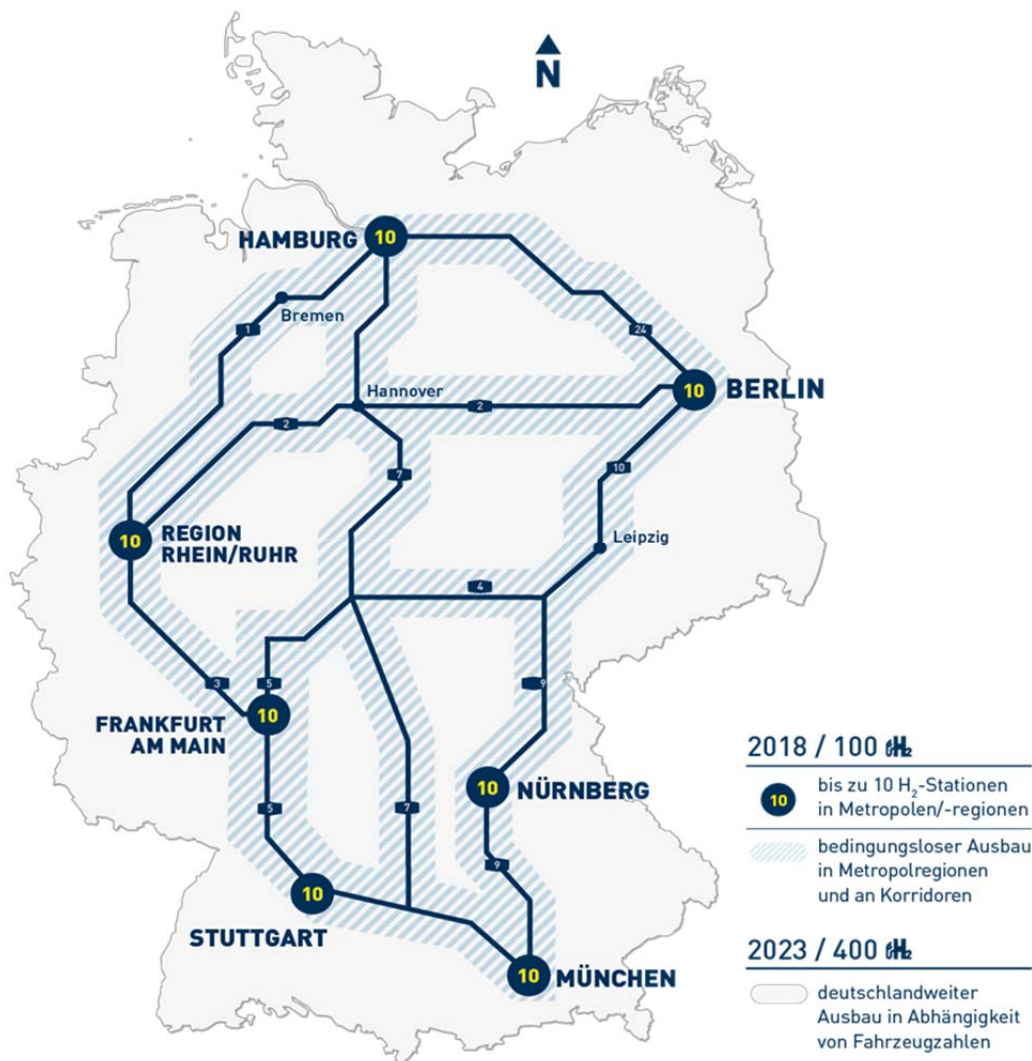 N
HAMBURG
10
Bremen
1
24
10
BERLIN
Hannover
2
2
7
10
Leipzig
10
REGION
RHEIN/RUHR
4
3
5
9
FRANKFURT
AM MAIN
10
10
NÜRNBERG
5
7
9
10
STUTTGART
10
MÜNCHEN
2018 / 100 H2
10
bis zu 10 H2-Stationen
in Metropolen/-regionen
bedingungsloser Ausbau
in Metropolregionen
und an Korridoren
2023 / 400 H2
deutschlandweiter
Ausbau in Abhängigkeit
von Fahrzeugzahlen